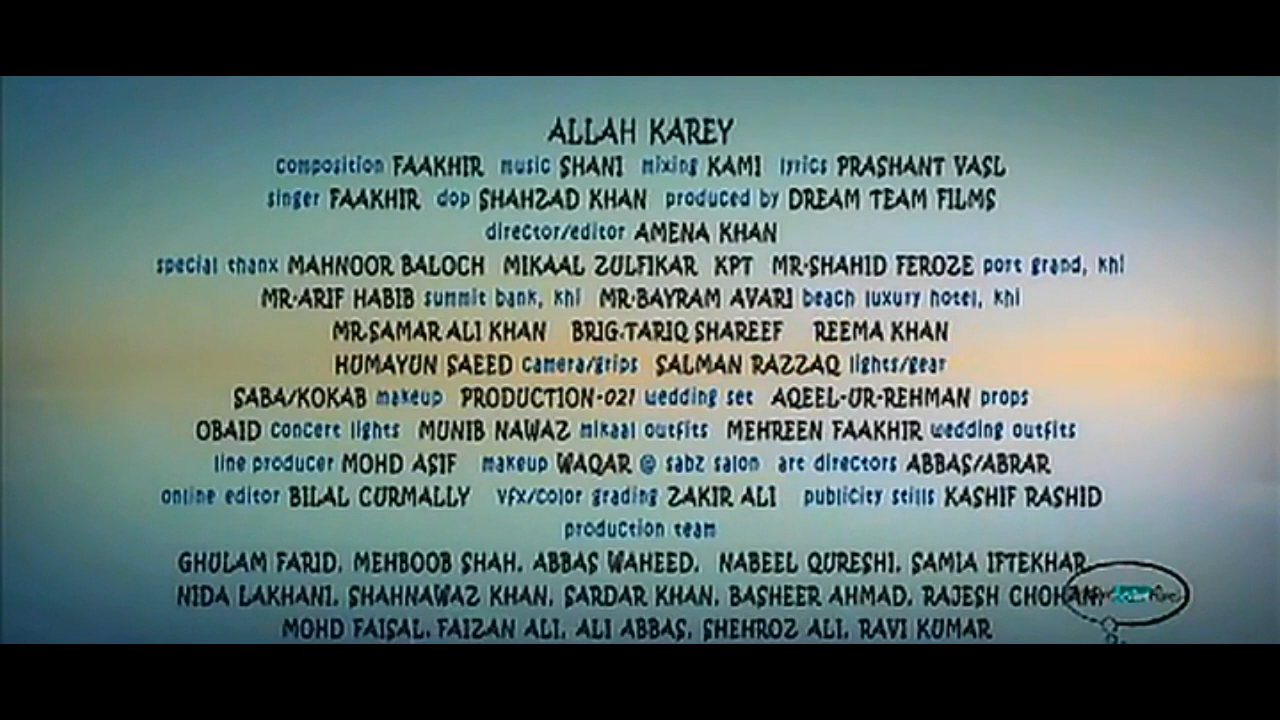 ALLAH KAREY
composition FAAKHIR music SHANI mixing KAMI lyrics PRASHANT VASL
singer FAAKHIR dop SHAHZAD KHAN produced by DREAM TEAM FILMS
director/editor AMENA KHAN
special thanx MAHNOOR BALOCH MIKAAL ZULFIKAR KPT MR.SHAHID FEROZE port grand, khi
MR.ARIF HABIB summit bank, khi MR.BAYRAM AVARI beach luxury hotel, khi
MR.SAMAR ALI KHAN BRIG.TARIQ SHAREEF REEMA KHAN
HUMAYUN SAEED camera/grips SALMAN RAZZAQ lights/gear
SABA/KOKAB makeup PRODUCTION-021 wedding set AQEEL-UR-REHMAN props
OBAID concert lights MUNIB NAWAZ mikaal outfits MEHREEN FAAKHIR wedding outfits
line producer MOHD ASIF makeup WAQAR @ sabz salon art directors ABBAS/ABRAR
online editor BILAL CURMALLY vfx/color grading ZAKIR ALI publicity stills KASHIF RASHID
production team
GHULAM FARID, MEHBOOB SHAH, ABBAS WAHEED, NABEEL QURESHI, SAMIA IFTEKHAR
NIDA LAKHANI, SHAHNAWAZ KHAN, SARDAR KHAN, BASHEER AHMAD, RAJESH CHOHAN,
MOHD FAISAL, FAIZAN ALI, ALI ABBAS, SHEHROZ ALI, RAVI KUMAR